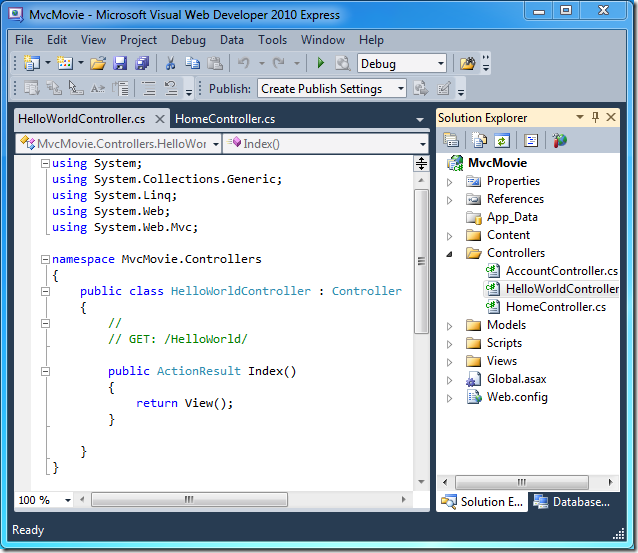 MvcMovie - Microsoft Visual Web Developer 2010 Express
File Edit View Project Debug Data Tools Window Help
Debug
Publish: Create Publish Settings
HelloWorldController.cs HomeController.cs
MvcMovie.Controllers.HelloWor Index()
using System;
using System.Collections.Generic;
using System.Linq;
using System.Web;
using System.Web.Mvc;
namespace MvcMovie.Controllers
{
public class HelloWorldController : Controller
{
//
// GET: /HelloWorld/
public ActionResult Index()
{
return View();
}
}
}
100 %
Solution Explorer
MvcMovie
Properties
References
App_Data
Content
Controllers
AccountController.cs
HelloWorldController
HomeController.cs
Models
Scripts
Views
Global.asax
Web.config
Solution E... Database...
Ready